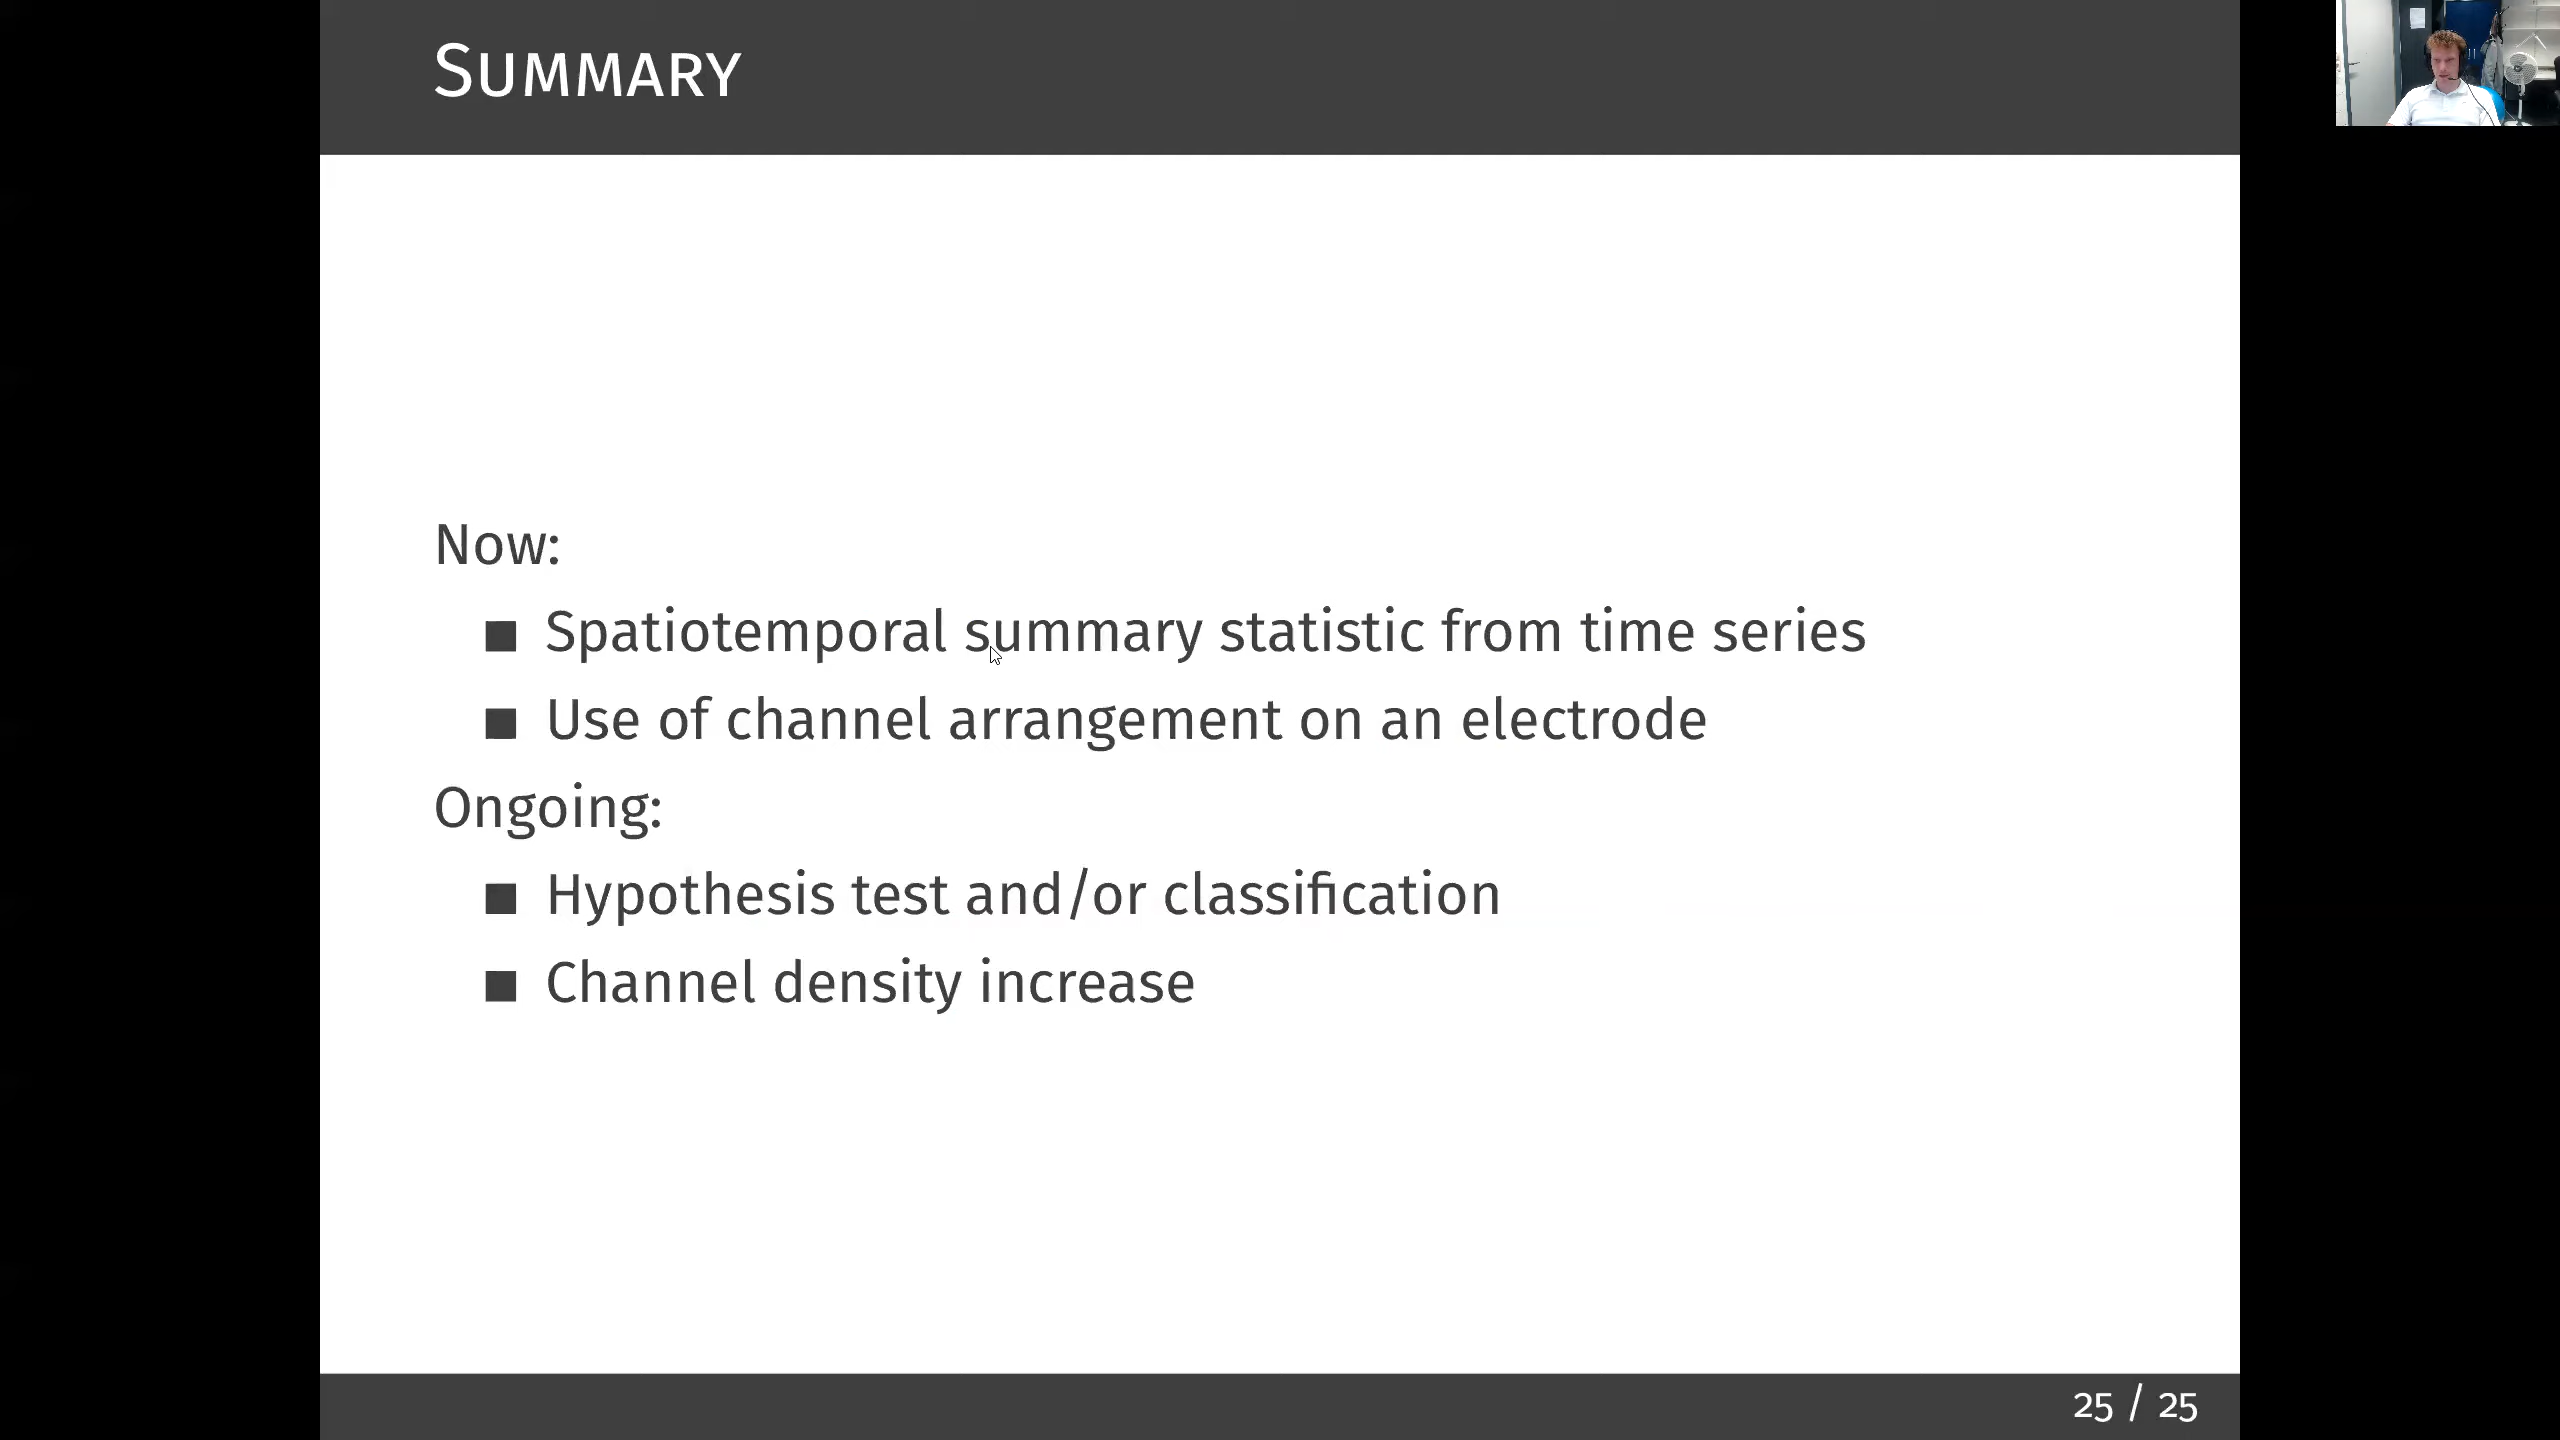 Summary
Now:
■ Spatiotemporal summary statistic from time series
■ Use of channel arrangement on an electrode
Ongoing:
■ Hypothesis test and/or classification
■ Channel density increase
25 / 25